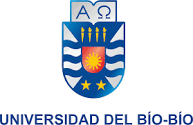 Α Ω
UNIVERSIDAD DEL BÍO-BÍO